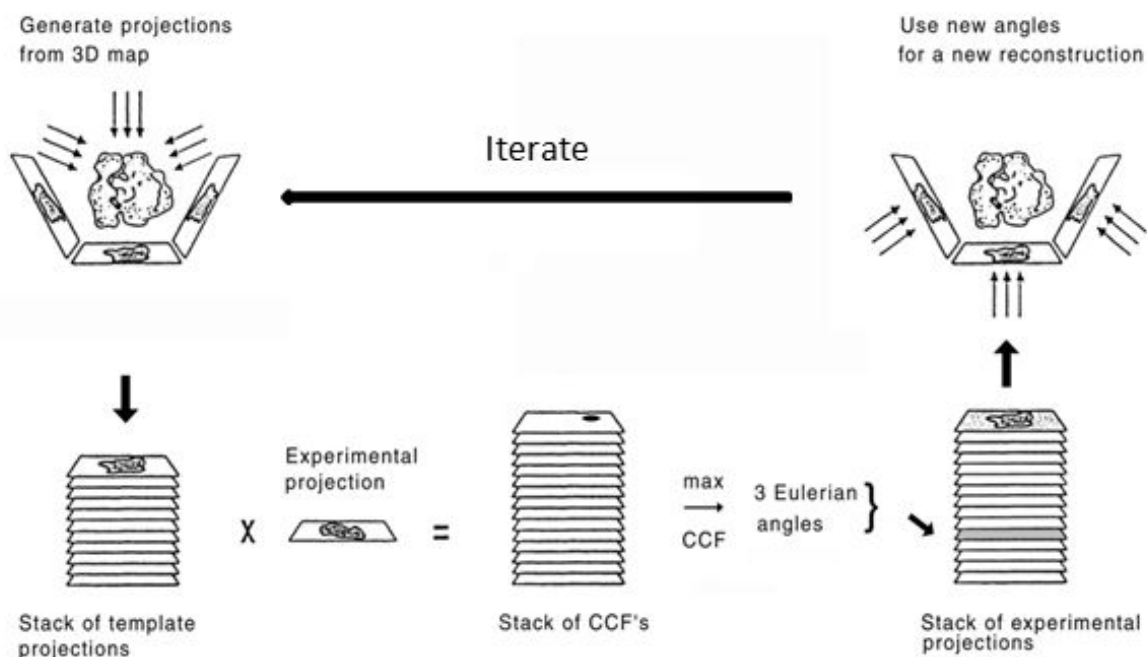 Generate projections
from 3D map
Use new angles
for a new reconstruction
Iterate
Experimental
projection
X
=
max
CCF
3 Eulerian
angles
}
Stack of template
projections
Stack of CCF's
Stack of experimental
projections